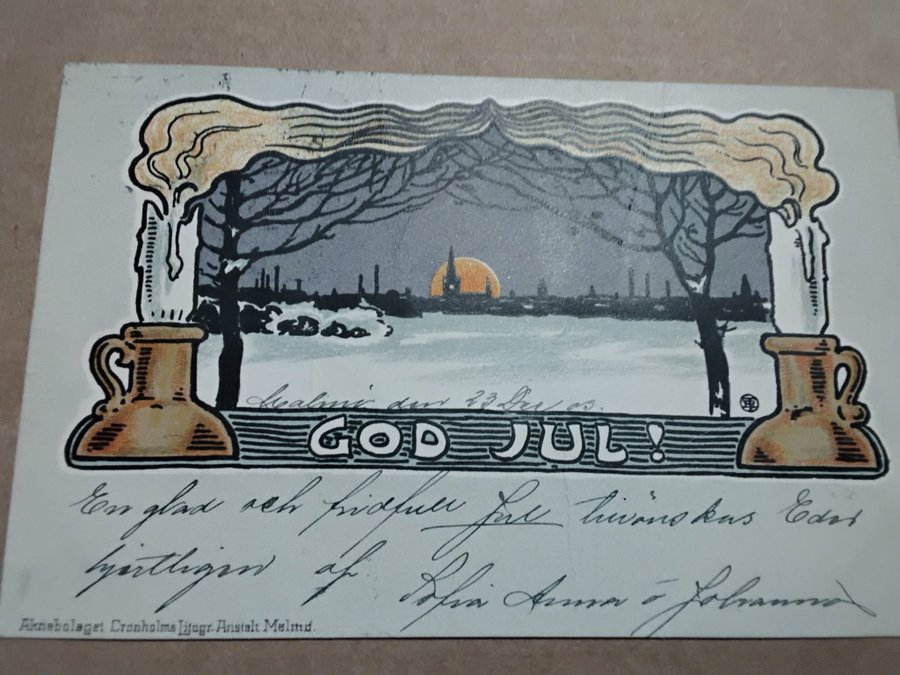 Malmö den 23 Dec 03.
GOD JUL!
En glad och fridfull Jul tillönskas Eder
hjertligen af.
Sofia Anna o Johanna
Aktiebolaget Cronholms Litogr. Anstalt Malmö.